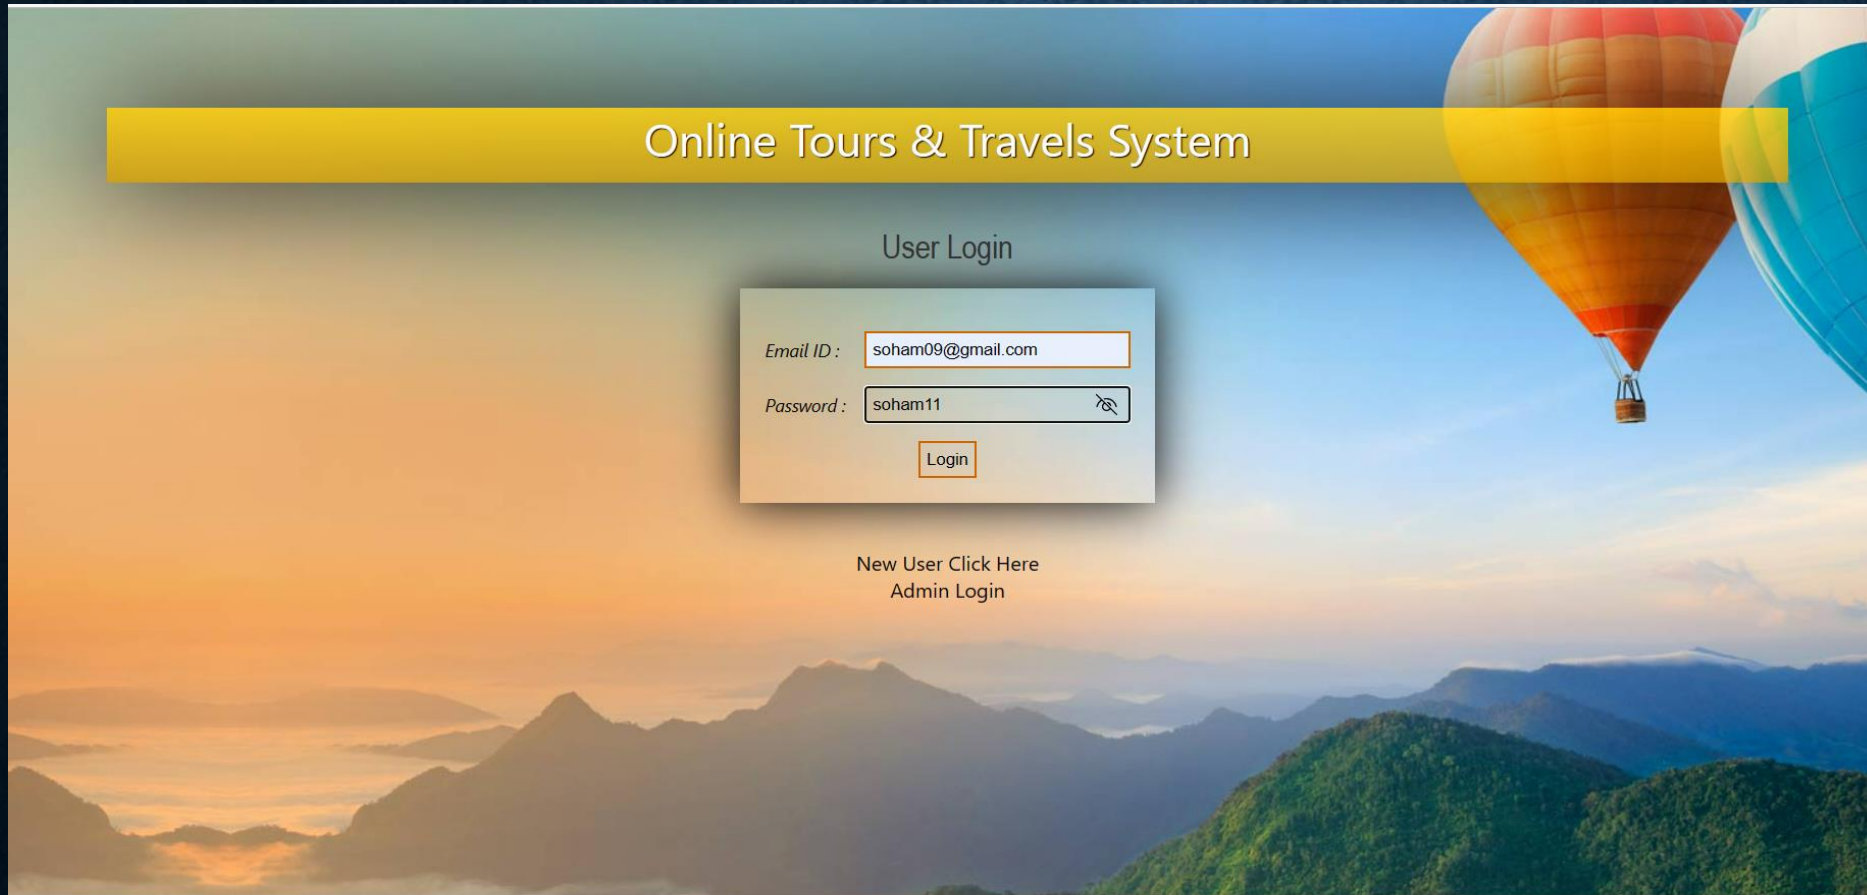 Online Tours & Travels System
User Login
Email ID : soham09@gmail.com
Password : soham11
Login
New User Click Here
Admin Login